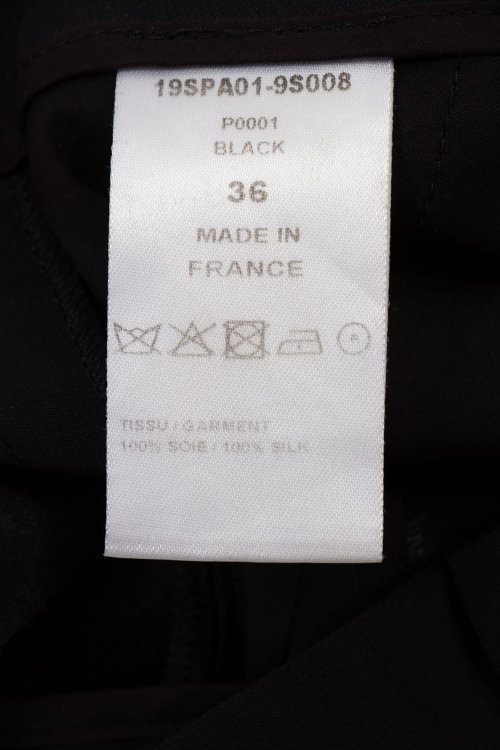 19SPA01-9S008
P0001
BLACK
36
MADE IN
FRANCE
TISSU / GARMENT
100% SOIE / 100% SILK